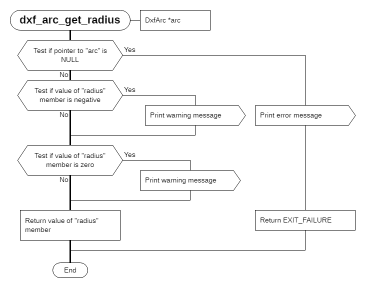 dxf_arc_get_radius
DxfArc *arc
Test if pointer to "arc" is
NULL
Yes
No
Test if value of "radius"
member is negative
Yes
No
Print warning message
Print error message
Test if value of "radius"
member is zero
Yes
No
Print warning message
Return value of "radius"
member
Return EXIT_FAILURE
End